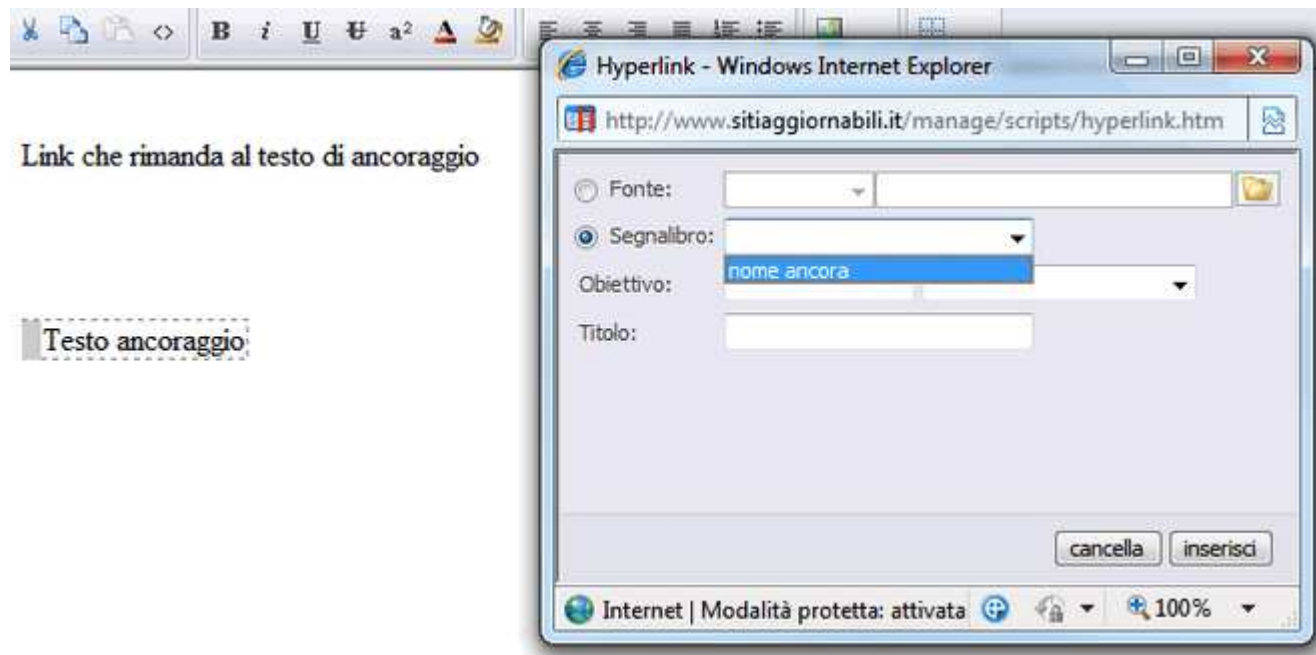 B i U U a²  A
Hyperlink - Windows Internet Explorer
http://www.sitiaggiornabili.it/manage/scripts/hyperlink.htm
Link che rimanda al testo di ancoraggio
Fonte:
Segnalibro:
nome ancora
Obiettivo:
Titolo:
Testo ancoraggio
cancella inserisci
Internet | Modalità protetta: attivata 100%